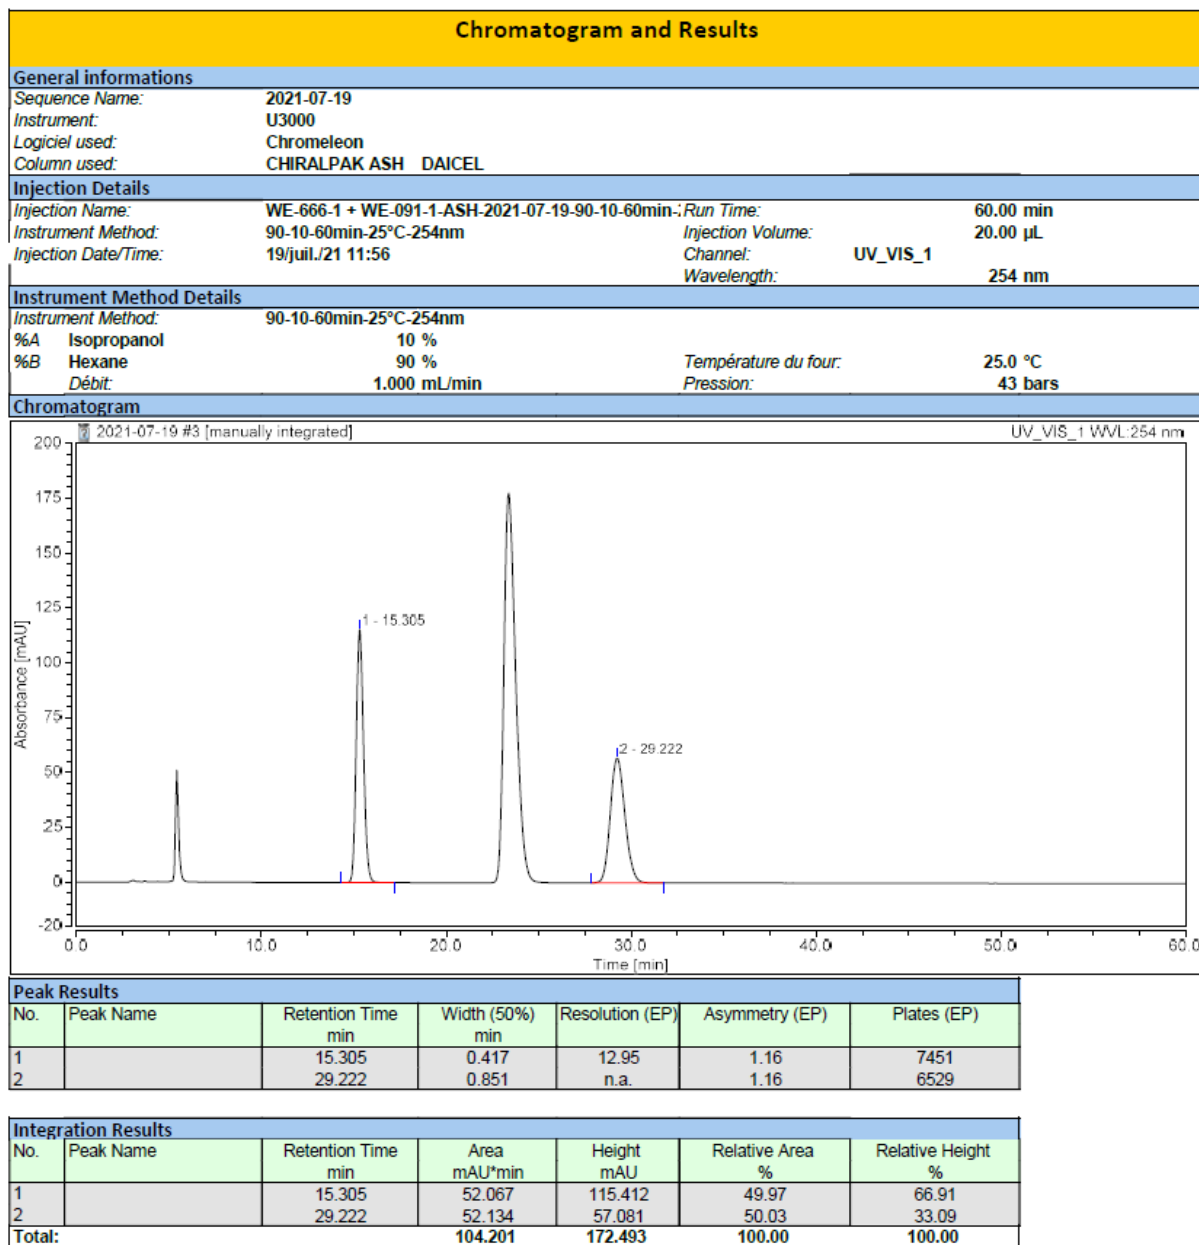 Chromatogram and Results
General informations
Sequence Name: 2021-07-19
Instrument: U3000
Logiciel used: Chromeleon
Column used: CHIRALPAK ASH DAICEL
Injection Details
Injection Name: WE-666-1 + WE-091-1-ASH-2021-07-19-90-10-60min- Run Time: 60.00 min
Instrument Method: 90-10-60min-25°C-254nm Injection Volume: 20.00 µL
Injection Date/Time: 19/juil./21 11:56 Channel: UV_VIS_1
Wavelength: 254 nm
Instrument Method Details
Instrument Method: 90-10-60min-25°C-254nm
%A Isopropanol 10 %
%B Hexane 90 % Température du four: 25.0 °C
Débit: 1.000 mL/min Pression: 43 bars
Chromatogram
2021-07-19 #3 [manually integrated] UV_VIS_1 WVL:254 nm
200
175
150
125
100
75
50
25
0
-20
Absorbance [mAU]
1 - 15.305
2 - 29.222
0.0 10.0 20.0 30.0 40.0 50.0 60.0
Time [min]
Peak Results
No. Peak Name Retention Time Width (50%) Resolution (EP) Asymmetry (EP) Plates (EP)
min min
1 15.305 0.417 12.95 1.16 7451
2 29.222 0.851 n.a. 1.16 6529
Integration Results
No. Peak Name Retention Time Area Height Relative Area Relative Height
min mAU*min mAU % %
1 15.305 52.067 115.412 49.97 66.91
2 29.222 52.134 57.081 50.03 33.09
Total: 104.201 172.493 100.00 100.00